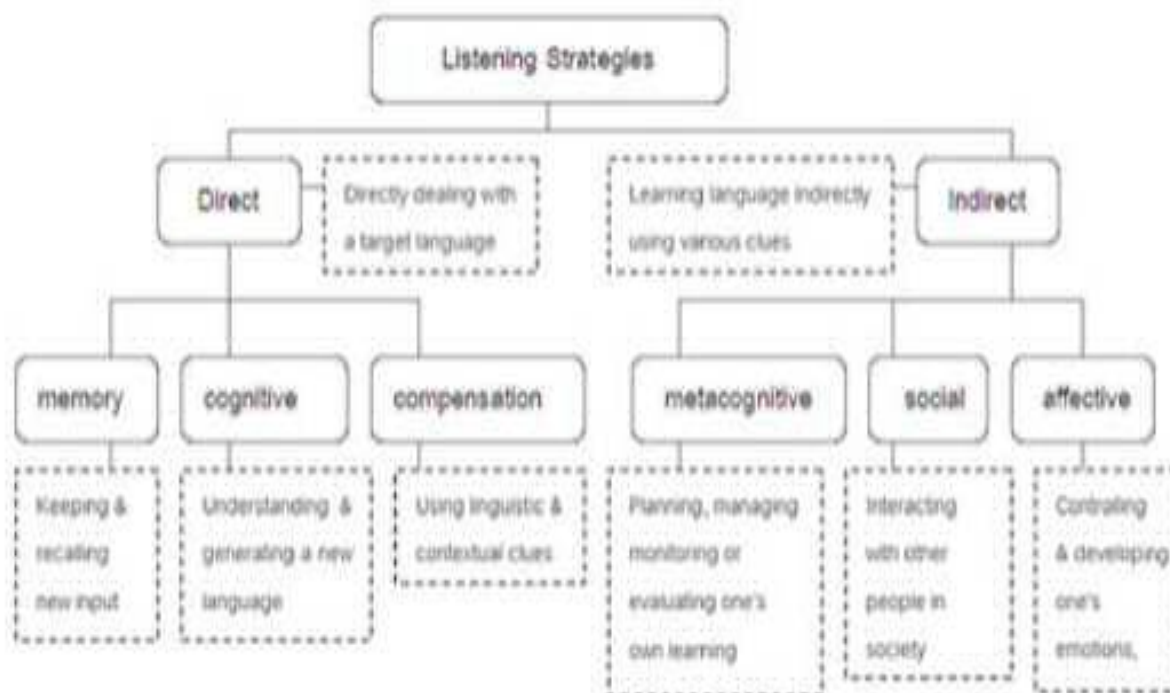 Listening Strategies
Direct
Directly dealing with
a target language
Learning language indirectly
using various clues
Indirect
memory
cognitive
compensation
metacognitive
social
affective
Keeping &
recalling
new input
Understanding &
generating a new
language
Using linguistic &
contextual clues
Planning, managing
monitoring or
evaluating one's
own learning
Interacting
with other
people in
society
Controlling
& developing
one's
emotions,